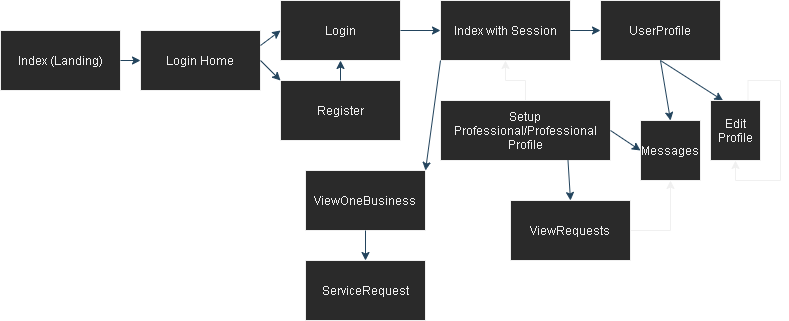 Login
Index with Session
UserProfile
Index (Landing)
Login Home
Register
Setup
Professional/Professional
Profile
Edit
Profile
Messages
ViewOneBusiness
ViewRequests
ServiceRequest